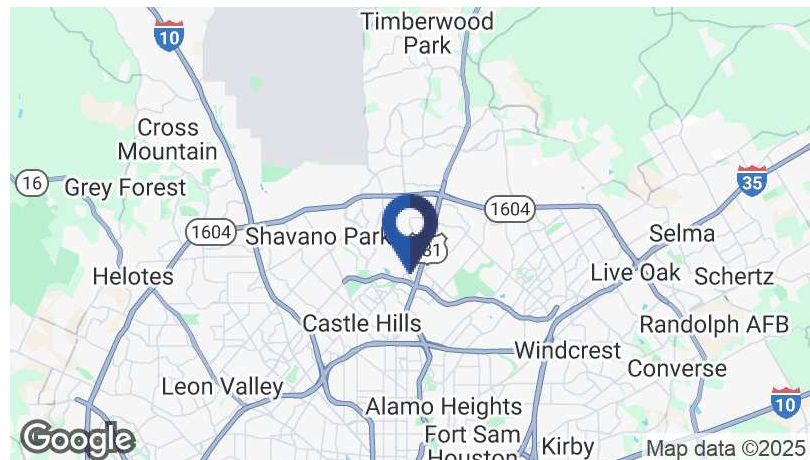 Timberwood
Park
10
Cross
Mountain
16
Grey Forest
35
1604
1604
Shavano Park
Selma
Helotes
Live Oak
Schertz
Castle Hills
Randolph AFB
Windcrest
Converse
Leon Valley
Alamo Heights
10
Fort Sam
Houston
Kirby
Google
Map data ©2025